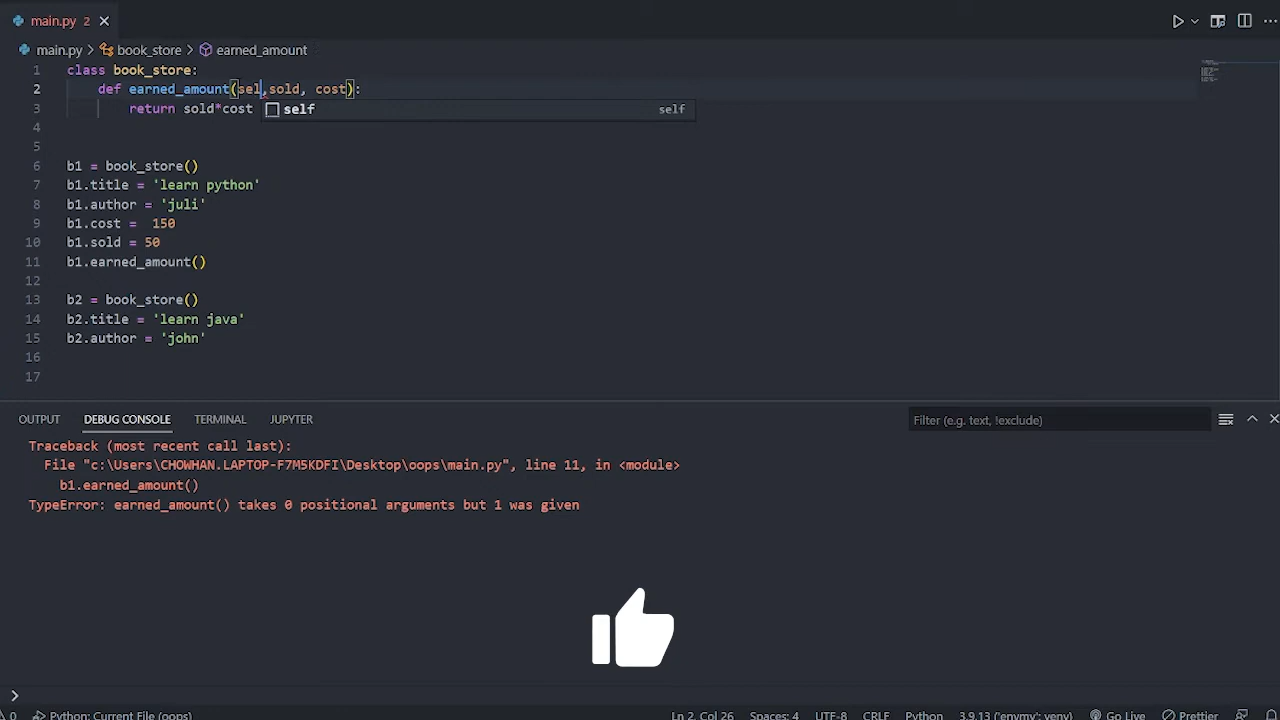 main.py 2
main.py > book_store > earned_amount
1 class book_store:
2 def earned_amount(sel,sold, cost):
3 return sold*cost
self self
4
5
6 b1 = book_store()
7 b1.title = 'learn python'
8 b1.author = 'juli'
9 b1.cost =  150
10 b1.sold = 50
11 b1.earned_amount()
12
13 b2 = book_store()
14 b2.title = 'learn java'
15 b2.author = 'john'
16
17
OUTPUT DEBUG CONSOLE TERMINAL JUPYTER Filter (e.g. text, !exclude)
Traceback (most recent call last):
File "c:\Users\CHOWHAN.LAPTOP-F7M5KDFI\Desktop\oops\main.py", line 11, in <module>
b1.earned_amount()
TypeError: earned_amount() takes 0 positional arguments but 1 was given
>
0 Python: Current File (oops) Ln 2, Col 26 Spaces: 4 UTF-8 CRLF Python 3.9.13 ('envmy': venv) Go Live Prettier